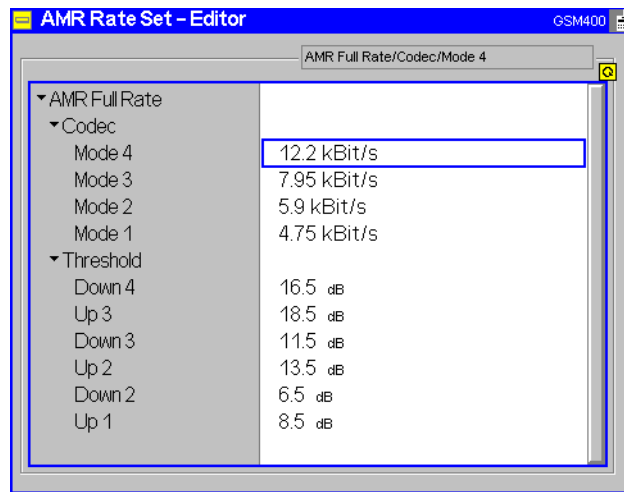 AMR Rate Set – Editor GSM400
AMR Full Rate/Codec/Mode 4
AMR Full Rate
Codec
Mode 4 12.2 kBit/s
Mode 3 7.95 kBit/s
Mode 2 5.9 kBit/s
Mode 1 4.75 kBit/s
Threshold
Down 4 16.5 dB
Up 3 18.5 dB
Down 3 11.5 dB
Up 2 13.5 dB
Down 2 6.5 dB
Up 1 8.5 dB